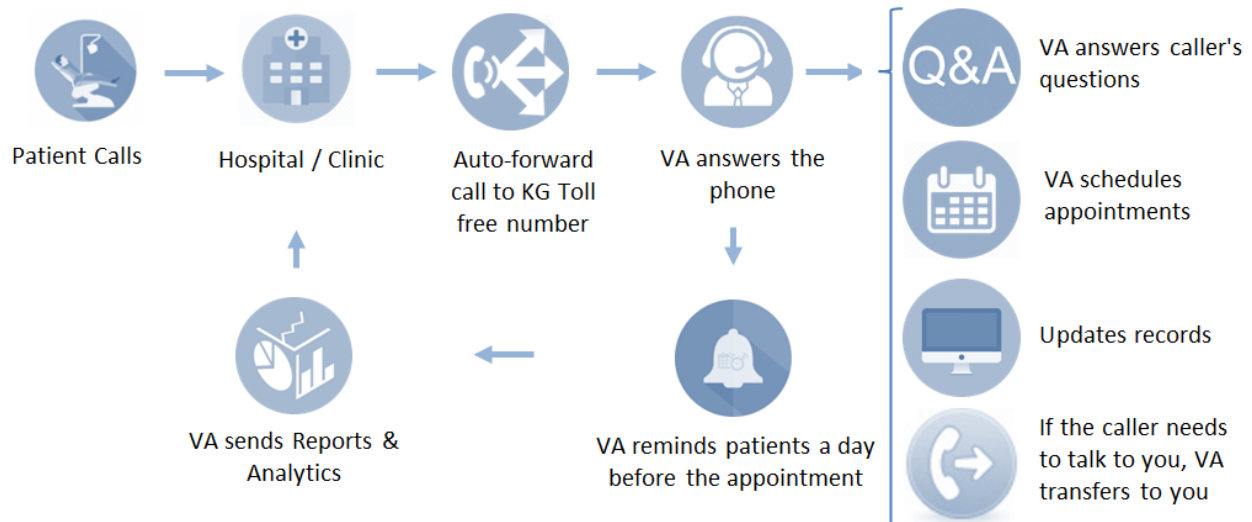 Patient Calls
Hospital / Clinic
Auto-forward
call to KG Toll
free number
VA answers the
phone
Q&A
VA answers caller's
questions
VA schedules
appointments
Updates records
If the caller needs
to talk to you, VA
transfers to you
VA reminds patients a day
before the appointment
VA sends Reports &
Analytics